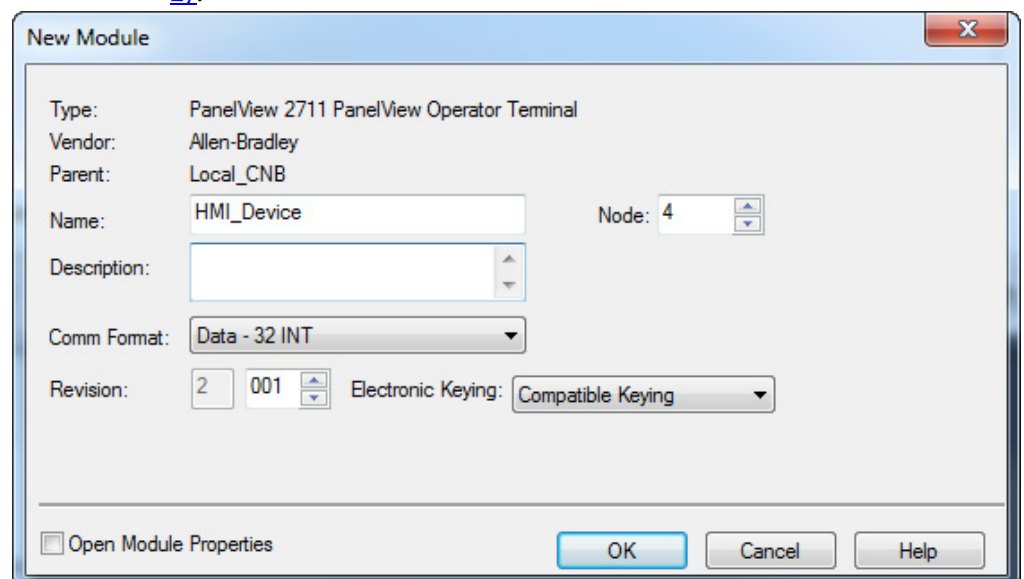 2).
New Module
Type: PanelView 2711 PanelView Operator Terminal
Vendor: Allen-Bradley
Parent: Local_CNB
Name: HMI_Device Node: 4
Description:
Comm Format: Data - 32 INT
Revision: 2 001 Electronic Keying: Compatible Keying
Open Module Properties OK Cancel Help